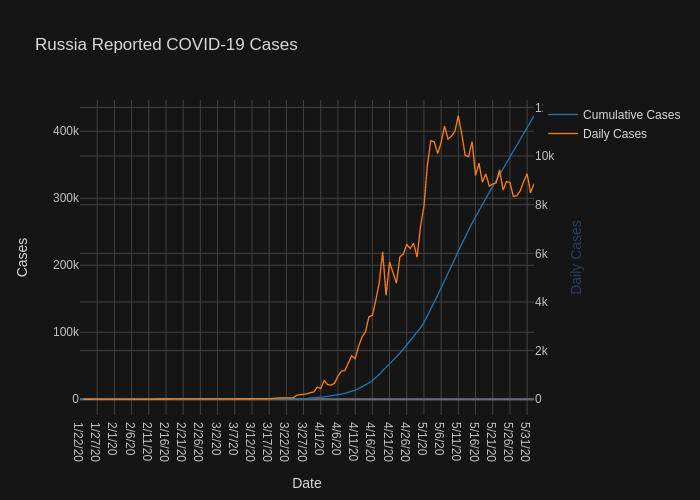 Russia Reported COVID-19 Cases
Cumulative Cases
Daily Cases
400k
300k
200k
100k
0
Cases
10k
8k
6k
4k
2k
0
Daily Cases
1/22/20
1/27/20
2/1/20
2/6/20
2/11/20
2/16/20
2/21/20
2/26/20
3/2/20
3/7/20
3/12/20
3/17/20
3/22/20
3/27/20
4/1/20
4/6/20
4/11/20
4/16/20
4/21/20
4/26/20
5/1/20
5/6/20
5/11/20
5/16/20
5/21/20
5/26/20
5/31/20
Date